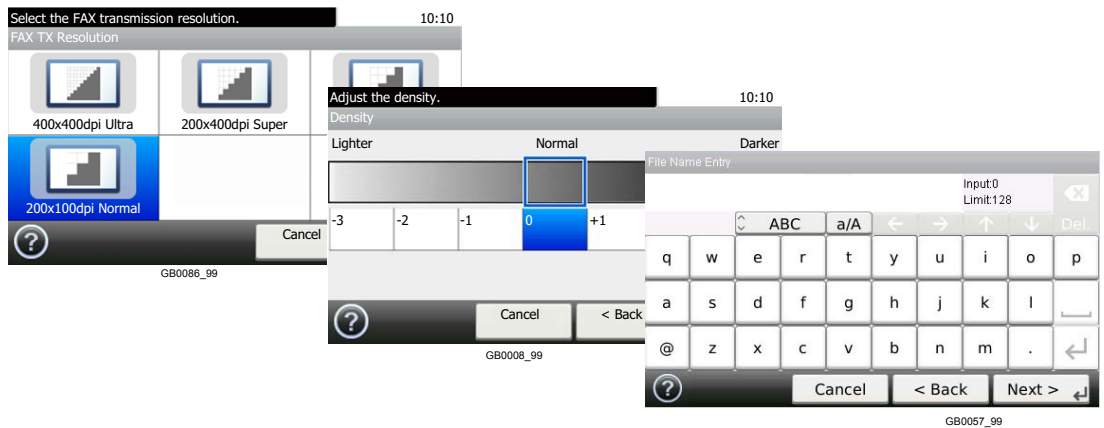 Select the FAX transmission resolution. 10:10
FAX TX Resolution
400x400dpi Ultra 200x400dpi Super
200x100dpi Normal
? Cancel
GB0086_99
Adjust the density. 10:10
Density
Lighter Normal Darker
-3 -2 -1 0 +1
? Cancel < Back
GB0008_99
File Name Entry
Input:0
Limit:128
ABC a/A ← → ↑ ↓ Del.
q w e r t y u i o p
a s d f g h j k l
@ z x c v b n m .
? Cancel < Back Next >
GB0057_99